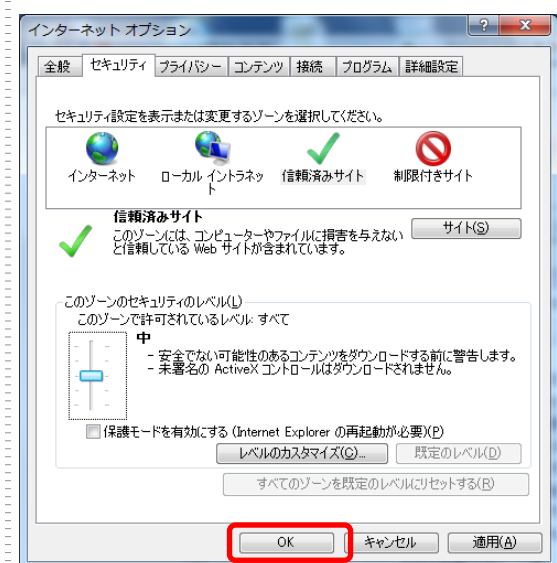 インターネット オプション
全般 セキュリティ プライバシー コンテンツ 接続 プログラム 詳細設定
セキュリティ設定を表示または変更するゾーンを選択してください。
インターネット ローカル イントラネット 信頼済みサイト 制限付きサイト
信頼済みサイト
このゾーンには、コンピューターやファイルに損害を与えない
と信頼している Web サイトが含まれています。
サイト(S)
このゾーンのセキュリティのレベル(L)
このゾーンで許可されているレベル: すべて
中
- 安全でない可能性のあるコンテンツをダウンロードする前に警告します。
- 未署名の ActiveX コントロールはダウンロードされません。
保護モードを有効にする (Internet Explorer の再起動が必要)(P)
レベルのカスタマイズ(C)... 既定のレベル(D)
すべてのゾーンを既定のレベルにリセットする(R)
OK キャンセル 適用(A)